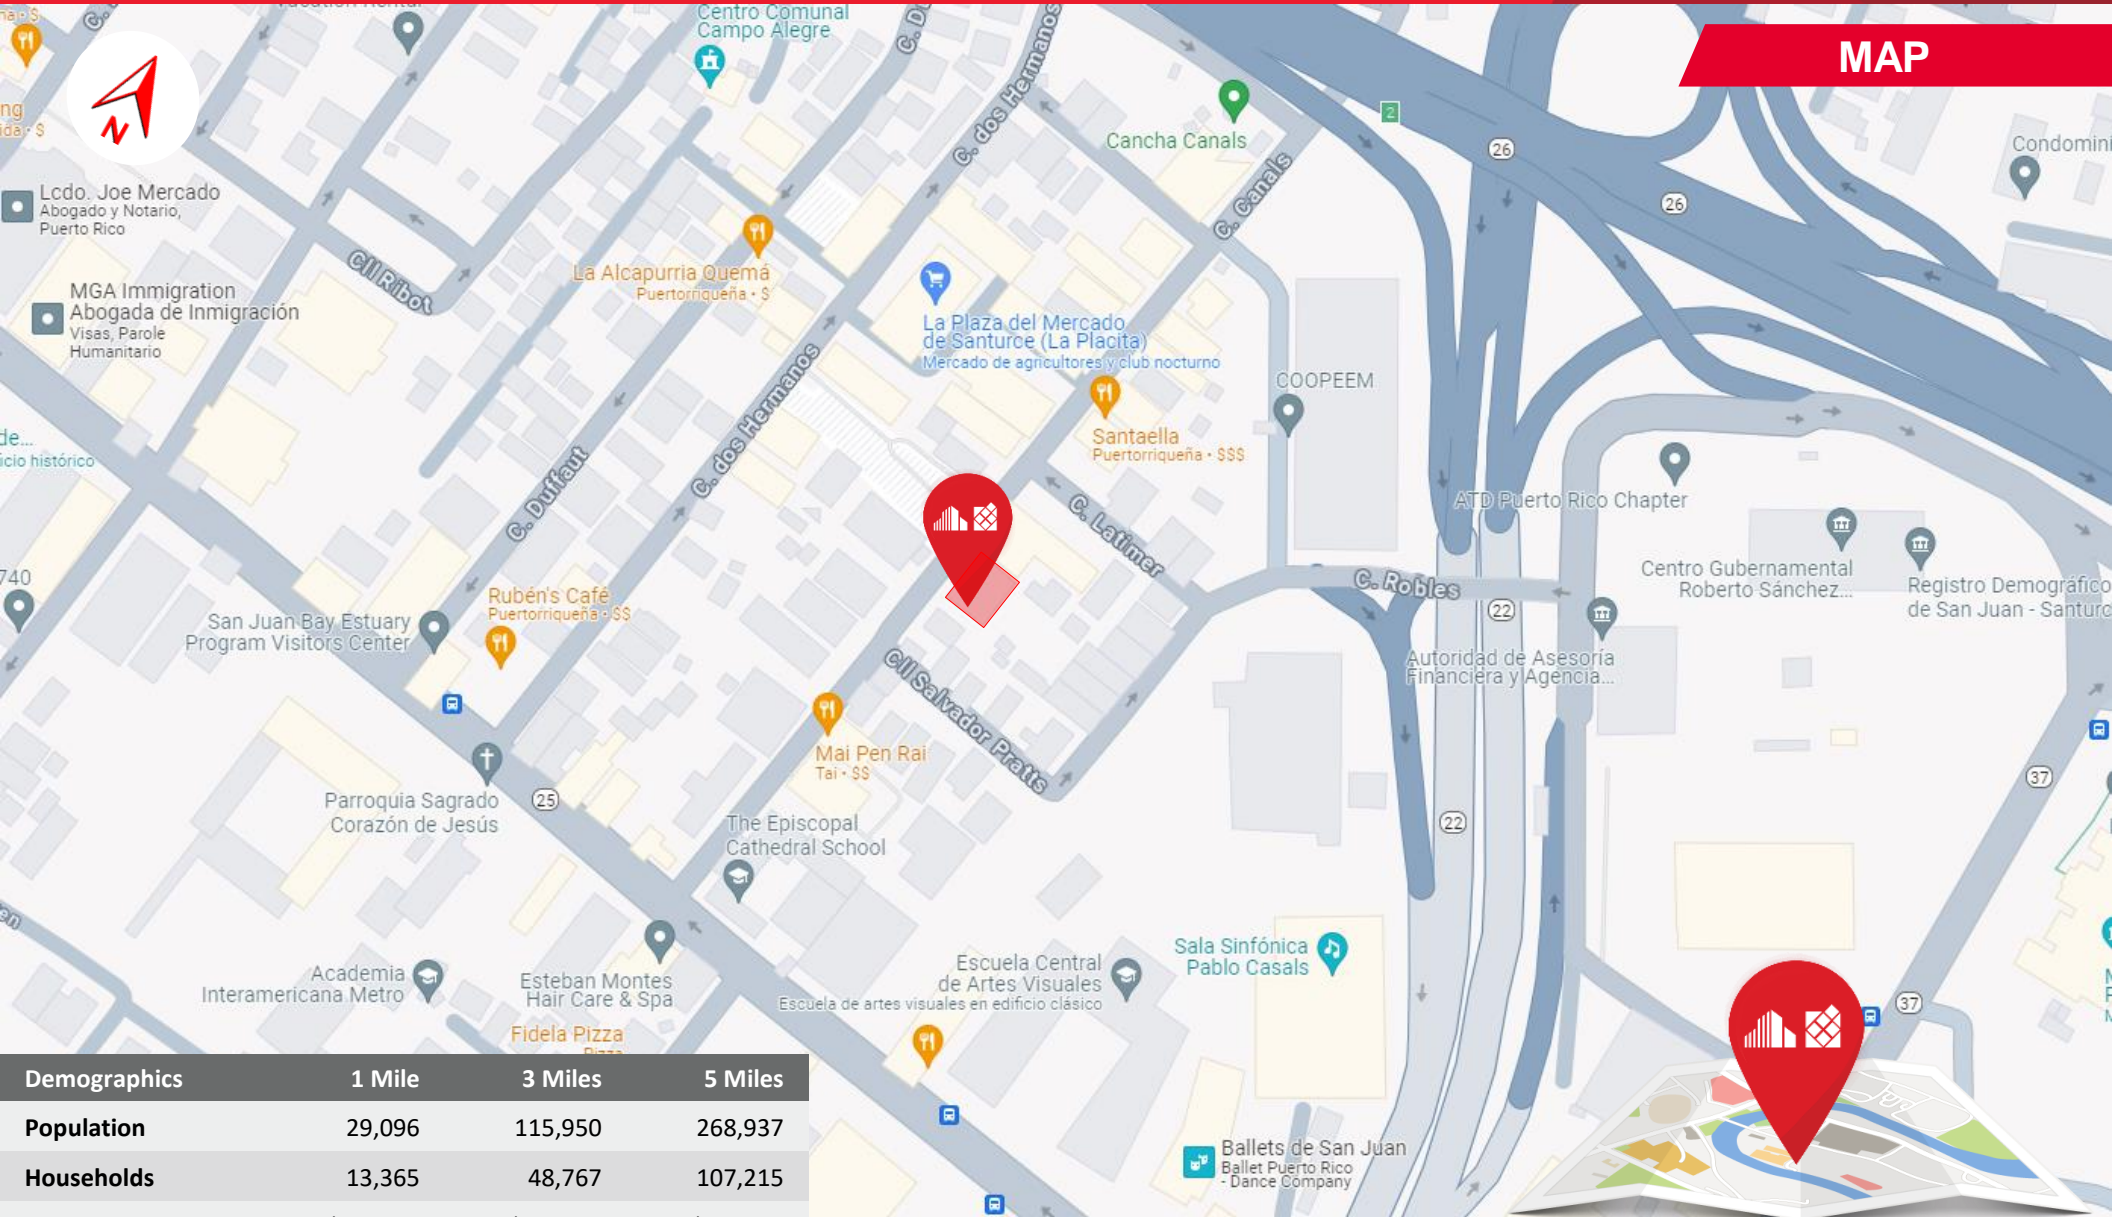 MAP
Centro Comunal
Campo Alegre
C. dos Hermanos
Cancha Canals
2
26
26
Condomini
N
Lcdo. Joe Mercado
Abogado y Notario,
Puerto Rico
C. Canals
MGA Immigration
Abogada de Inmigración
Visas, Parole
Humanitario
Cll Ribot
La Alcapurria Quemá
Puertorriqueña · $
La Plaza del Mercado
de Santurce (La Placita)
Mercado de agricultores y club nocturno
C. dos Hermanos
COOPEEM
Santaella
Puertorriqueña · $$$
icio histórico
C. Duffaut
C. Latimer
ATD Puerto Rico Chapter
740
Centro Gubernamental
Roberto Sánchez...
Registro Demográfico
de San Juan - Santurc
C. Robles
22
Rubén's Café
Puertorriqueña · $$
San Juan Bay Estuary
Program Visitors Center
Autoridad de Asesoría
Financiera y Agencia...
Cll Salvador Pratts
Mai Pen Rai
Tai · $$
37
Parroquia Sagrado
Corazón de Jesús
25
The Episcopal
Cathedral School
22
Academia
Interamericana Metro
Esteban Montes
Hair Care & Spa
Fidela Pizza
Escuela Central
de Artes Visuales
Escuela de artes visuales en edificio clásico
Sala Sinfónica
Pablo Casals
37
Ballets de San Juan
Ballet Puerto Rico
- Dance Company
Demographics 1 Mile 3 Miles 5 Miles
Population 29,096 115,950 268,937
Households 13,365 48,767 107,215